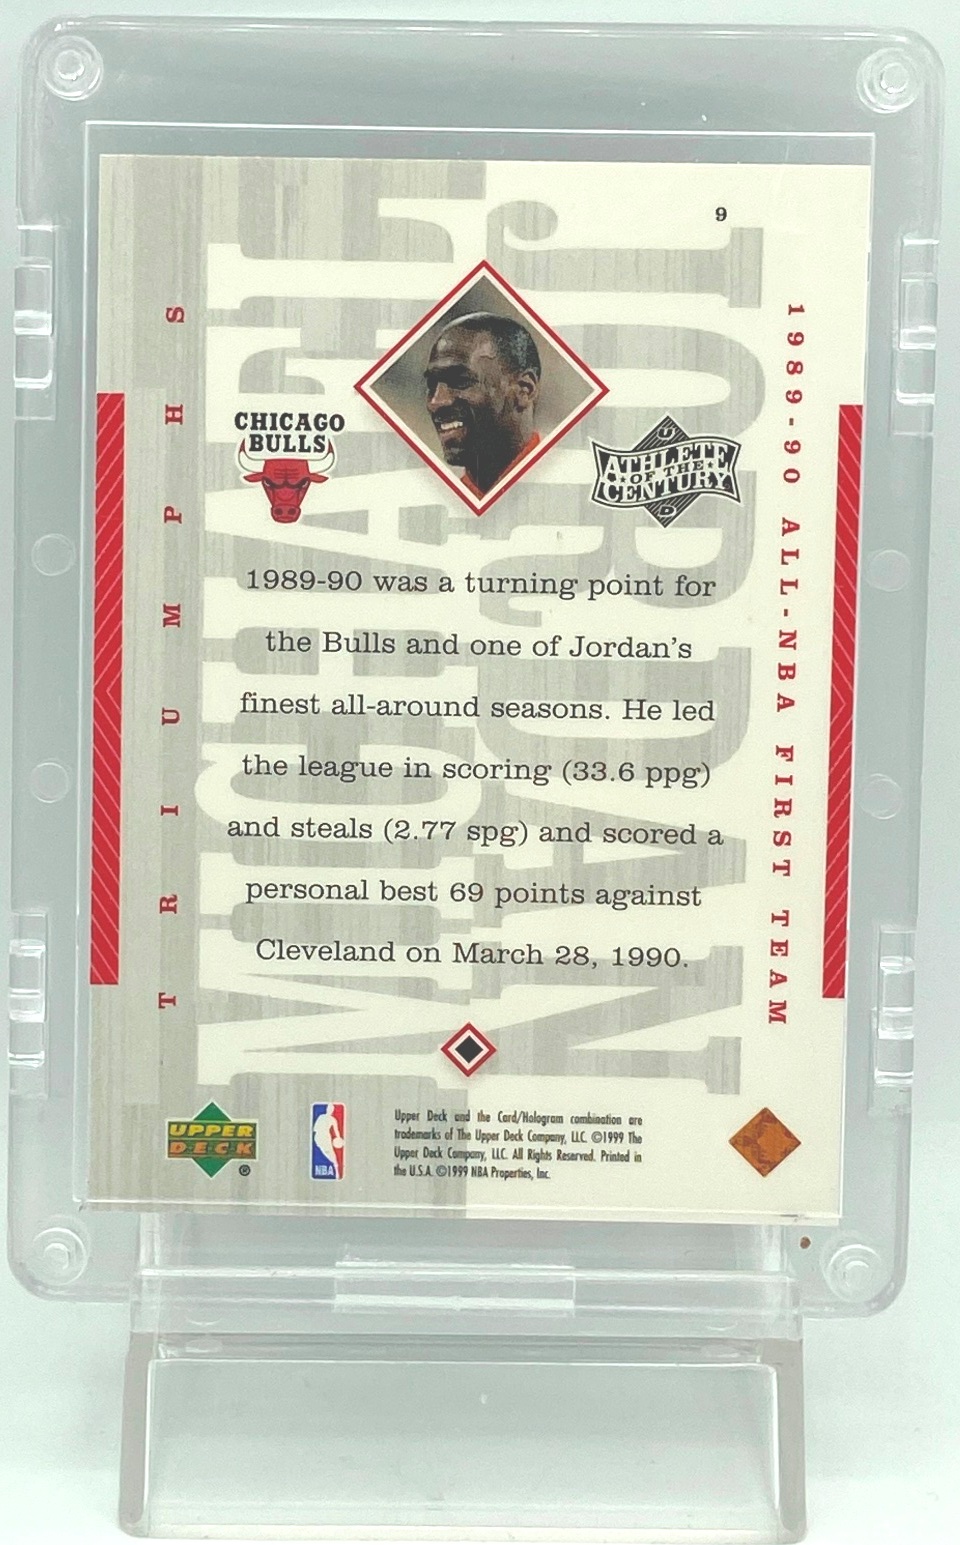 9
TRIUMPHS
MICHAEL
JORDAN
1989-90 ALL-NBA FIRST TEAM
CHICAGO
BULLS
U
ATHLETE
OF THE
CENTURY
D
1989-90 was a turning point for
the Bulls and one of Jordan's
finest all-around seasons. He led
the league in scoring (33.6 ppg)
and steals (2.77 spg) and scored a
personal best 69 points against
Cleveland on March 28, 1990.
UPPER
DECK
®
NBA
Upper Deck and the Card/Hologram combination are
trademarks of The Upper Deck Company, LLC. ©1999 The
Upper Deck Company, LLC. All Rights Reserved. Printed in
the U.S.A. ©1999 NBA Properties, Inc.